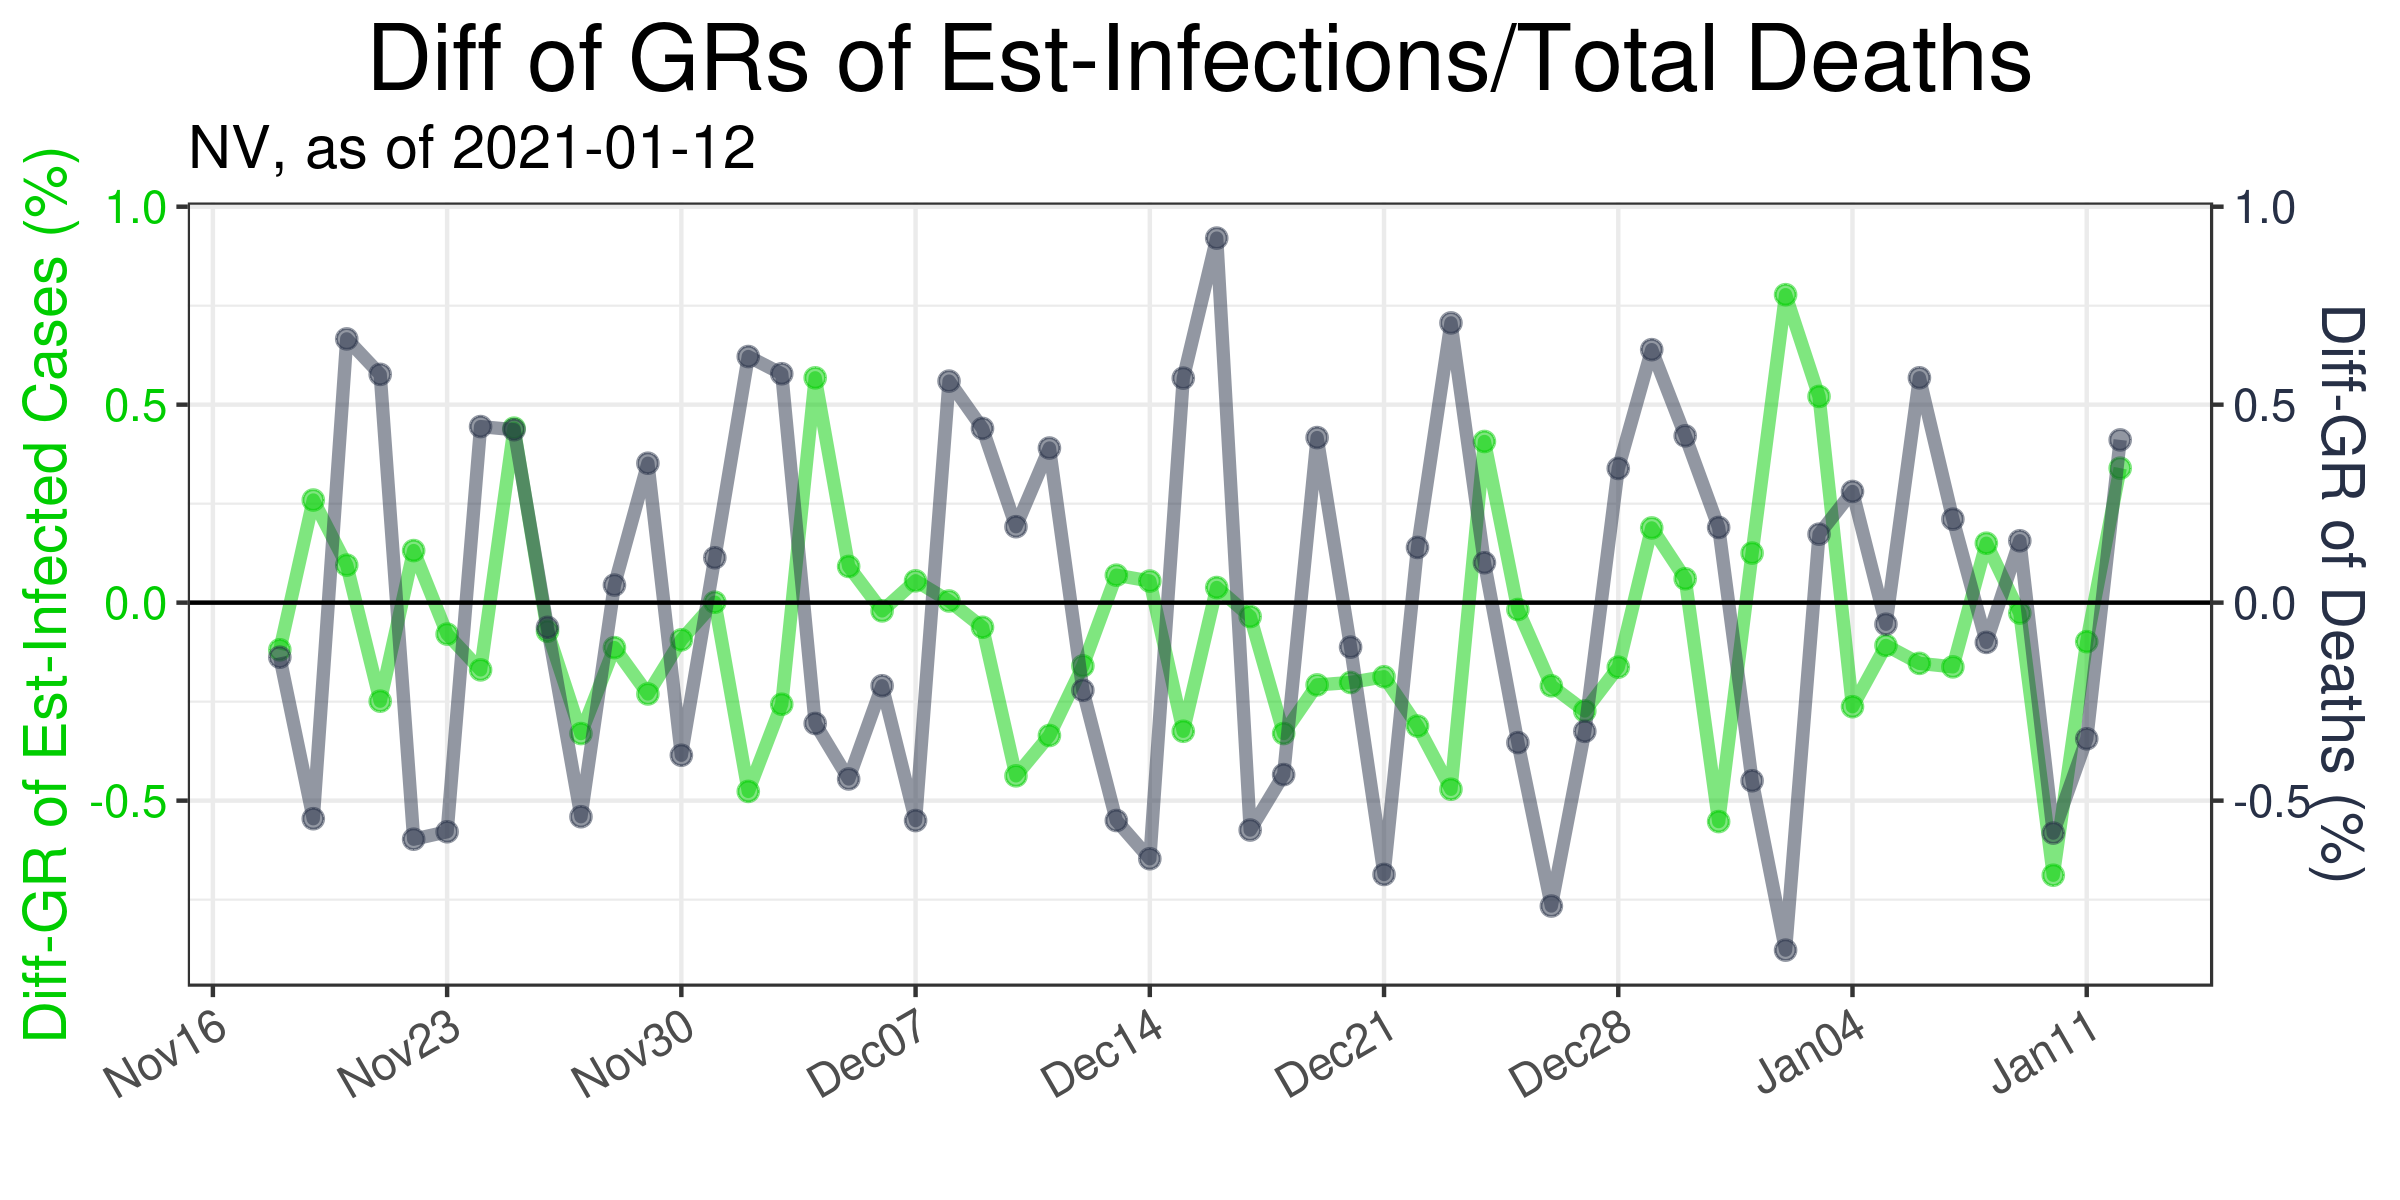 Diff of GRs of Est-Infections/Total Deaths
NV, as of 2021-01-12
Diff-GR of Est-Infected Cases (%)
1.0
0.5
0.0
-0.5
1.0
0.5
0.0
-0.5
Diff-GR of Deaths (%)
Nov16
Nov23
Nov30
Dec07
Dec14
Dec21
Dec28
Jan04
Jan11